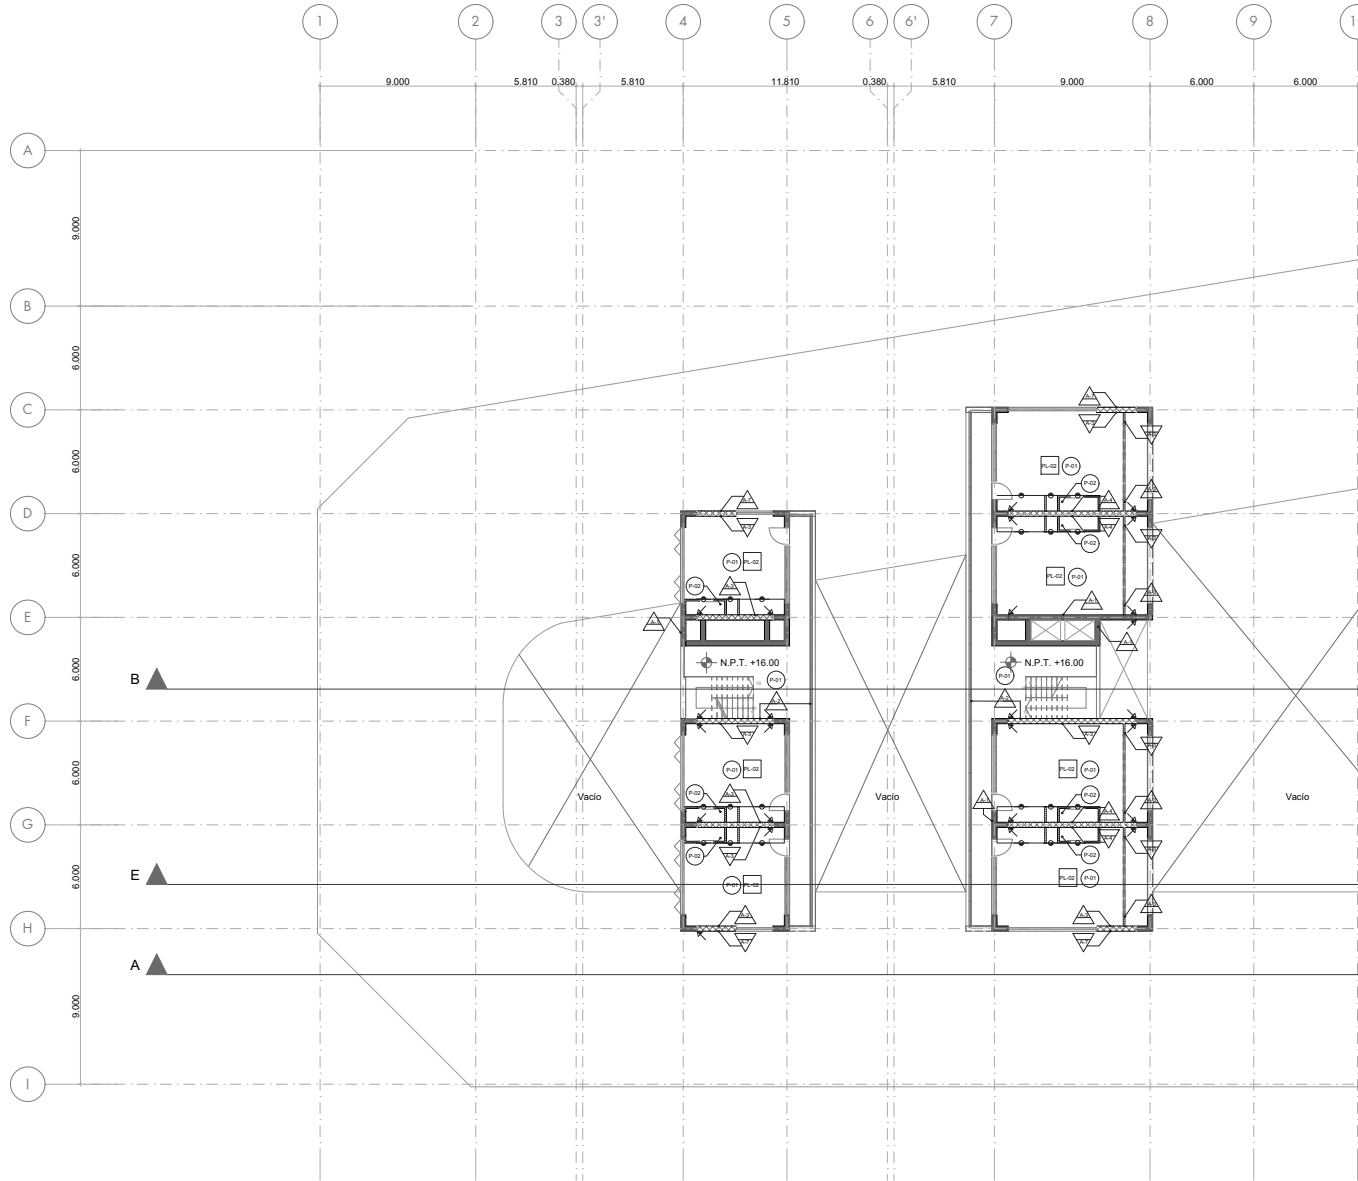 1 2 3 3' 4 5 6 6' 7 8 9
9.000 5.810 0.380 5.810 11.810 0.380 5.810 9.000 6.000 6.000
A
9.000
B
6.000
C
6.000
PL-02 P-01
P-02
D
6.000
P-02
P-01 PL-02
PL-02 P-01
P-02
E
6.000
N.P.T. +16.00
N.P.T. +16.00
P-01
P-01
B
F
6.000
P-01 PL-02
PL-02 P-01
P-02
P-02
Vacío
Vacío
Vacío
G
6.000
P-02
P-02
E
P-01 PL-02
PL-02 P-01
H
A
9.000
I